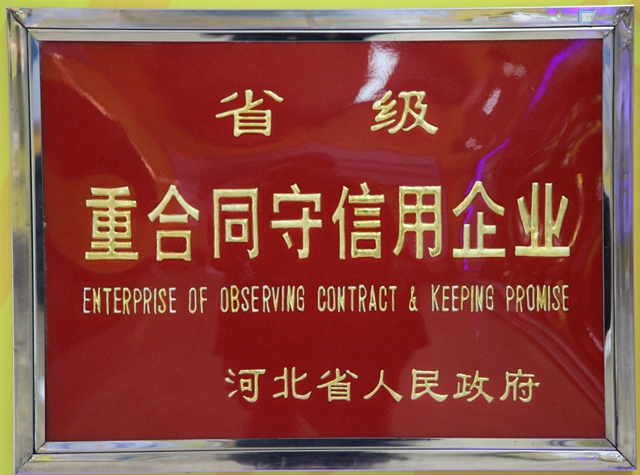 省级
重合同守信用企业
ENTERPRISE OF OBSERVING CONTRACT & KEEPING PROMISE
河北省人民政府